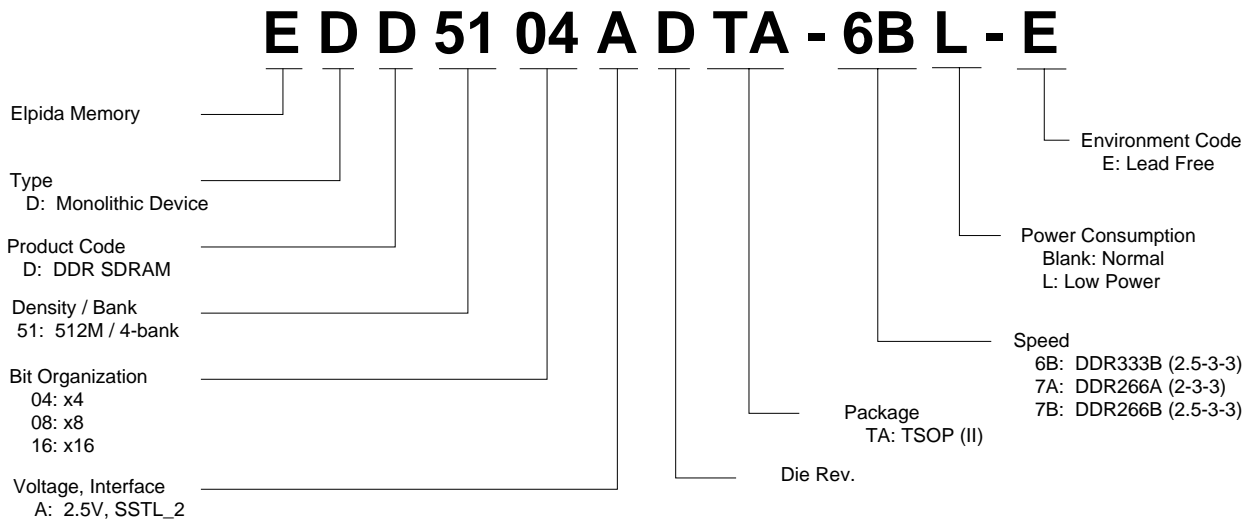 E D D 51 04 A D TA - 6B L - E
Elpida Memory
Type
D: Monolithic Device
Product Code
D: DDR SDRAM
Density / Bank
51: 512M / 4-bank
Bit Organization
04: x4
08: x8
16: x16
Voltage, Interface
A: 2.5V, SSTL_2
Environment Code
E: Lead Free
Power Consumption
Blank: Normal
L: Low Power
Speed
6B: DDR333B (2.5-3-3)
7A: DDR266A (2-3-3)
7B: DDR266B (2.5-3-3)
Package
TA: TSOP (II)
Die Rev.